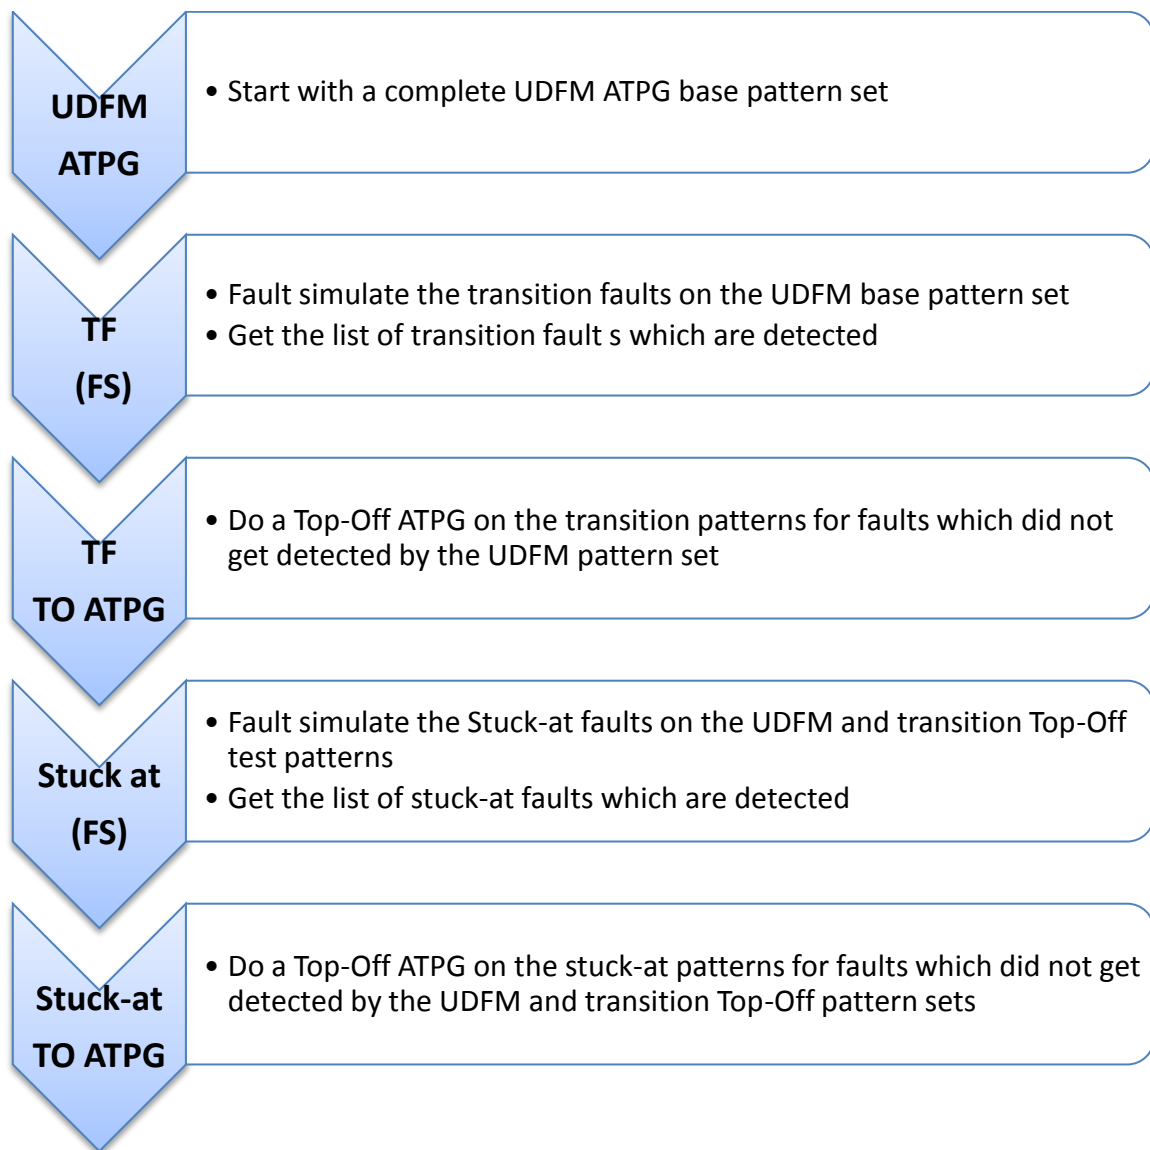 UDFM
ATPG
• Start with a complete UDFM ATPG base pattern set
TF
(FS)
• Fault simulate the transition faults on the UDFM base pattern set
• Get the list of transition fault s which are detected
TF
TO ATPG
• Do a Top-Off ATPG on the transition patterns for faults which did not
get detected by the UDFM pattern set
Stuck at
(FS)
• Fault simulate the Stuck-at faults on the UDFM and transition Top-Off
test patterns
• Get the list of stuck-at faults which are detected
Stuck-at
TO ATPG
• Do a Top-Off ATPG on the stuck-at patterns for faults which did not get
detected by the UDFM and transition Top-Off pattern sets